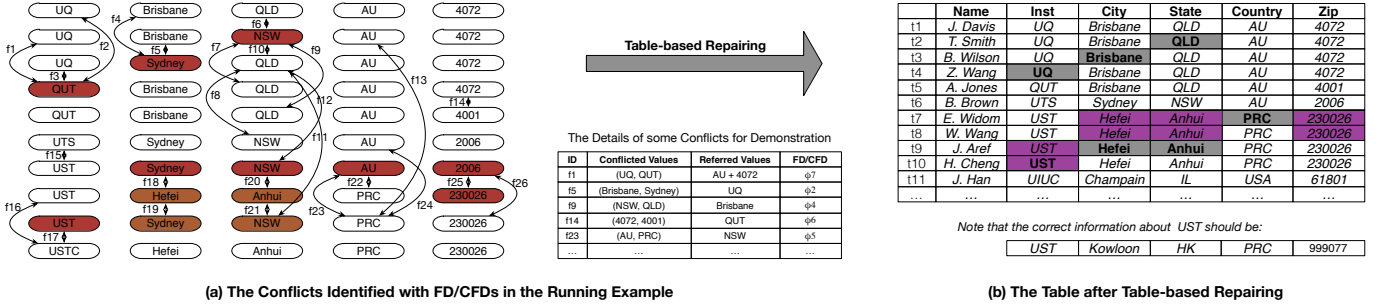 UQ Brisbane QLD AU 4072
f4 f6
UQ Brisbane NSW AU 4072
f1 f2 f5 f7 f10 f9
UQ Sydney QLD AU 4072
f3 f13
QUT Brisbane QLD AU 4072
f8 f12 f14
QUT Brisbane QLD AU 4001
f11
UTS Sydney NSW AU 2006
f15
UST Sydney NSW AU 2006
f18 f20 f22 f25 f26
UST Hefei Anhui PRC 230026
f16 f19 f21 f23 f24
UST Sydney NSW PRC 230026
f17
USTC Hefei Anhui PRC 230026
(a) The Conflicts Identified with FD/CFDs in the Running Example
Table-based Repairing
The Details of some Conflicts for Demonstration
ID Conflicted Values Referred Values FD/CFD
f1 (UQ, QUT) AU + 4072 ϕ7
f5 (Brisbane, Sydney) UQ ϕ2
f9 (NSW, QLD) Brisbane ϕ4
f14 (4072, 4001) QUT ϕ6
f23 (AU, PRC) NSW ϕ5
... ... ... ...
Name Inst City State Country Zip
t1 J. Davis UQ Brisbane QLD AU 4072
t2 T. Smith UQ Brisbane QLD AU 4072
t3 B. Wilson UQ Brisbane QLD AU 4072
t4 Z. Wang UQ Brisbane QLD AU 4072
t5 A. Jones QUT Brisbane QLD AU 4001
t6 B. Brown UTS Sydney NSW AU 2006
t7 E. Widom UST Hefei Anhui PRC 230026
t8 W. Wang UST Hefei Anhui PRC 230026
t9 J. Aref UST Hefei Anhui PRC 230026
t10 H. Cheng UST Hefei Anhui PRC 230026
t11 J. Han UIUC Champain IL USA 61801
... ... ... ... ... ... ...
Note that the correct information about UST should be:
UST Kowloon HK PRC 999077
(b) The Table after Table-based Repairing